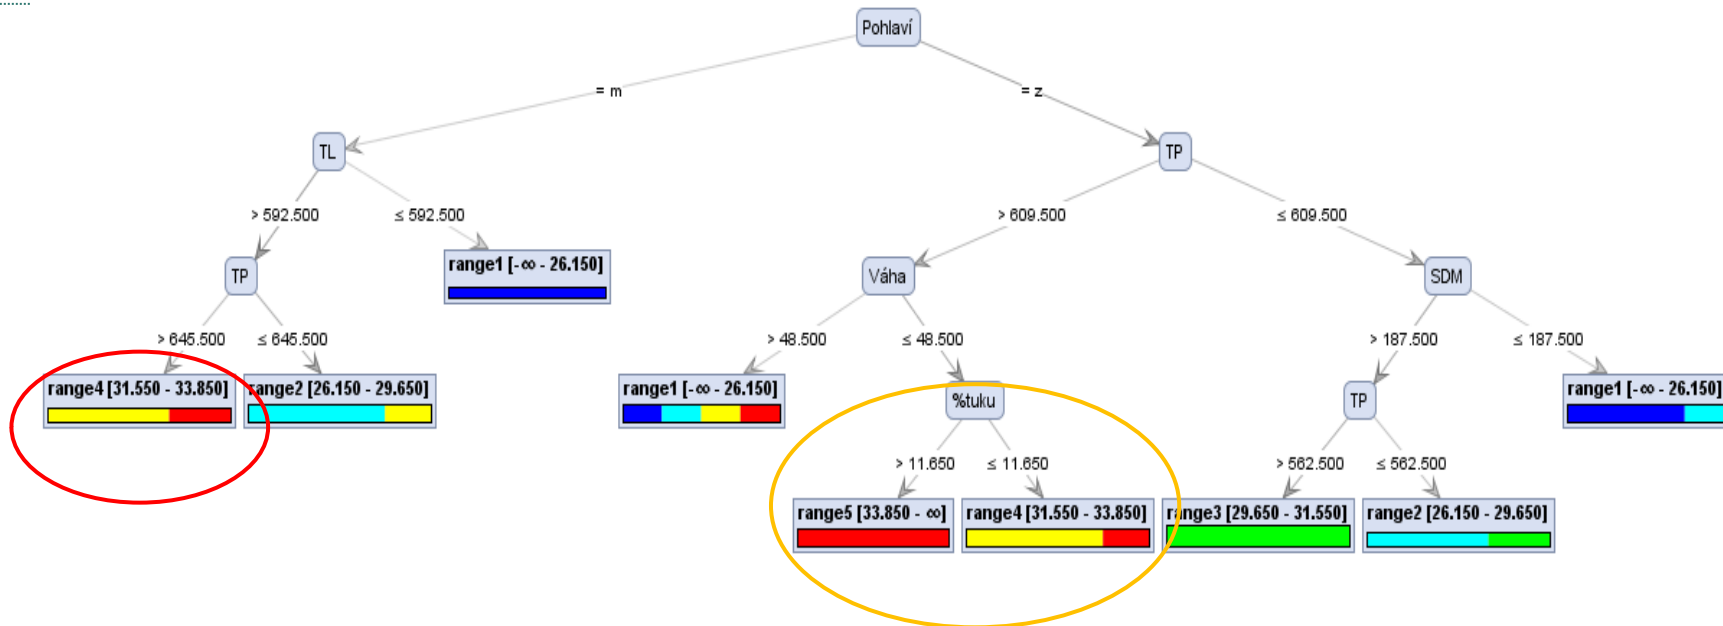 Pohlaví
= m
= z
TL
TP
> 592.500
≤ 592.500
> 609.500
≤ 609.500
TP
range1 [-∞ - 26.150]
Váha
SDM
> 645.500
≤ 645.500
> 48.500
≤ 48.500
> 187.500
≤ 187.500
range4 [31.550 - 33.850]
range2 [26.150 - 29.650]
range1 [-∞ - 26.150]
%tuku
TP
range1 [-∞ - 26.150]
> 11.650
≤ 11.650
> 562.500
≤ 562.500
range5 [33.850 - ∞]
range4 [31.550 - 33.850]
range3 [29.650 - 31.550]
range2 [26.150 - 29.650]